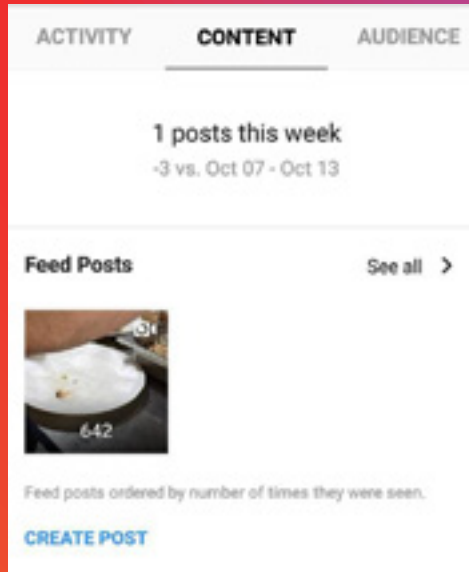 ACTIVITY CONTENT AUDIENCE
1 posts this week
-3 vs. Oct 07 - Oct 13
Feed Posts See all >
642
Feed posts ordered by number of times they were seen.
CREATE POST